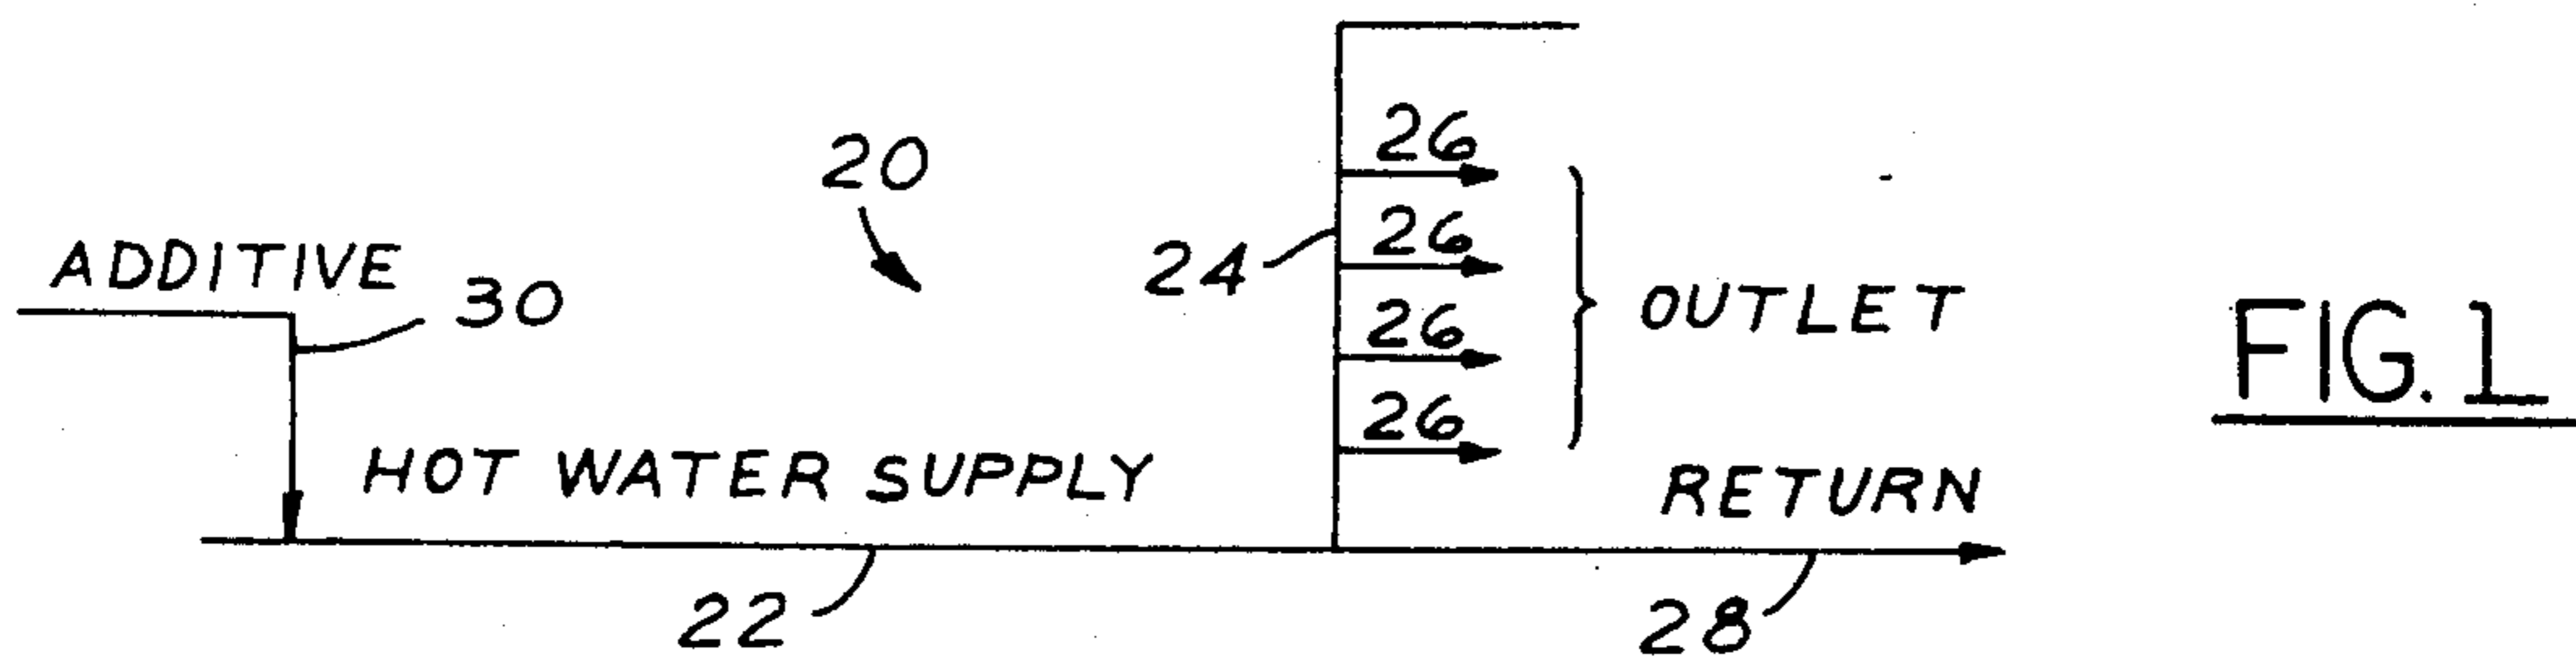 26
20
26
24
ADDITIVE
30
26
OUTLET
FIG. 1
26
HOT WATER SUPPLY
RETURN
22
28